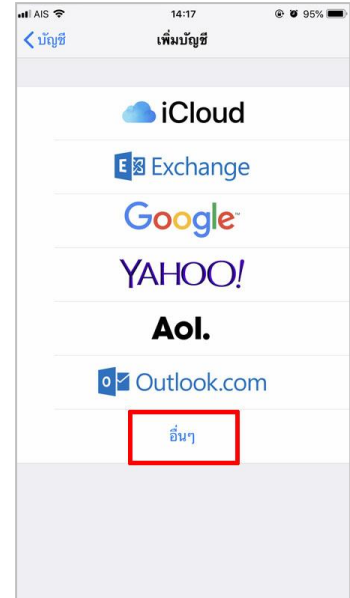 AIS 14:17 95%
บัญชี เพิ่มบัญชี
iCloud
Exchange
Google
YAHOO!
Aol.
Outlook.com
อื่นๆ